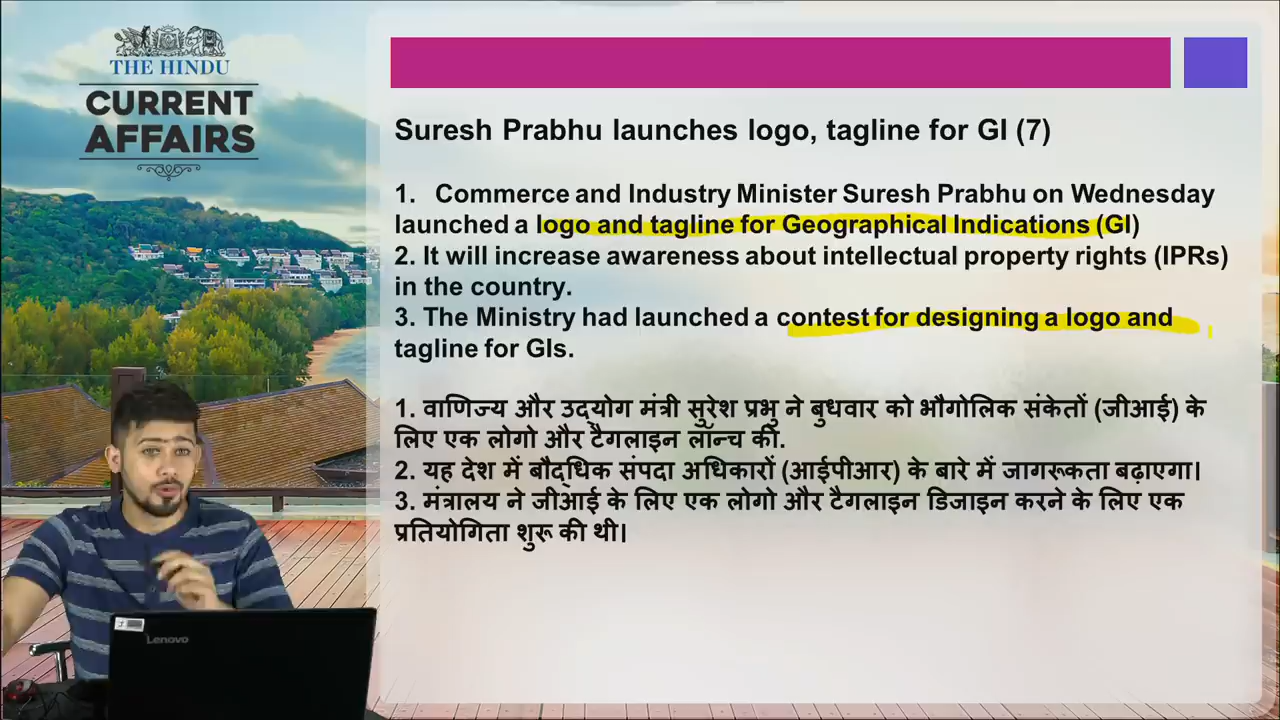 THE HINDU
CURRENT
AFFAIRS
Suresh Prabhu launches logo, tagline for GI (7)
1. Commerce and Industry Minister Suresh Prabhu on Wednesday
launched a logo and tagline for Geographical Indications (GI)
2. It will increase awareness about intellectual property rights (IPRs)
in the country.
3. The Ministry had launched a contest for designing a logo and
tagline for GIs.
1. वाणिज्य और उद्योग मंत्री सुरेश प्रभु ने बुधवार को भौगोलिक संकेतों (जीआई) के
लिए एक लोगो और टैगलाइन लॉन्च की.
2. यह देश में बौद्धिक संपदा अधिकारों (आईपीआर) के बारे में जागरूकता बढ़ाएगा।
3. मंत्रालय ने जीआई के लिए एक लोगो और टैगलाइन डिजाइन करने के लिए एक
प्रतियोगिता शुरू की थी।
Lenovo